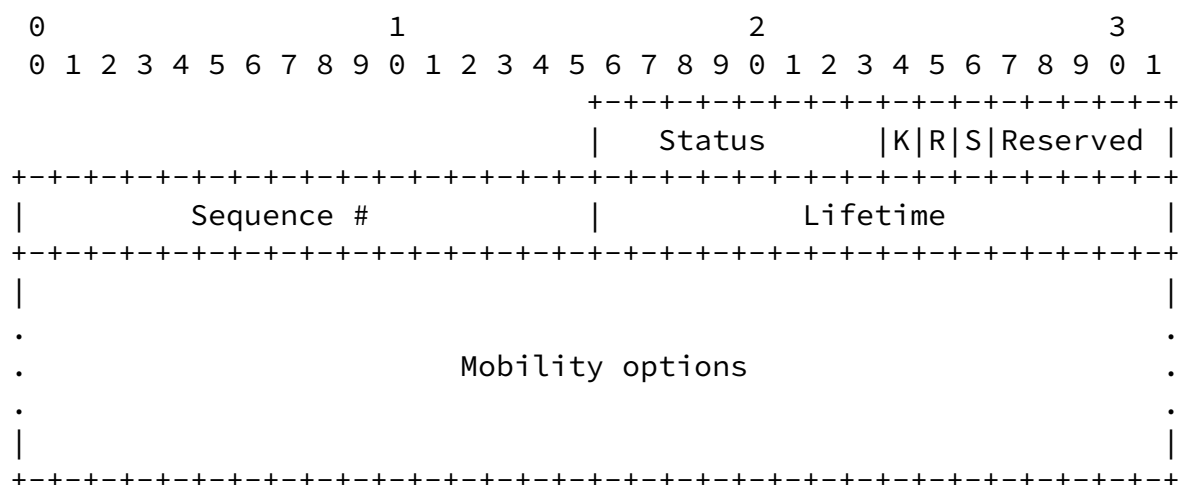 0                   1                   2                   3
 0 1 2 3 4 5 6 7 8 9 0 1 2 3 4 5 6 7 8 9 0 1 2 3 4 5 6 7 8 9 0 1
                                +-+-+-+-+-+-+-+-+-+-+-+-+-+-+-+-+
                                |   Status      |K|R|S|Reserved |
+-+-+-+-+-+-+-+-+-+-+-+-+-+-+-+-+-+-+-+-+-+-+-+-+-+-+-+-+-+-+-+-+
|         Sequence #            |           Lifetime            |
+-+-+-+-+-+-+-+-+-+-+-+-+-+-+-+-+-+-+-+-+-+-+-+-+-+-+-+-+-+-+-+-+
|                                                               |
.                                                               .
.                        Mobility options                       .
.                                                               .
|                                                               |
+-+-+-+-+-+-+-+-+-+-+-+-+-+-+-+-+-+-+-+-+-+-+-+-+-+-+-+-+-+-+-+-+